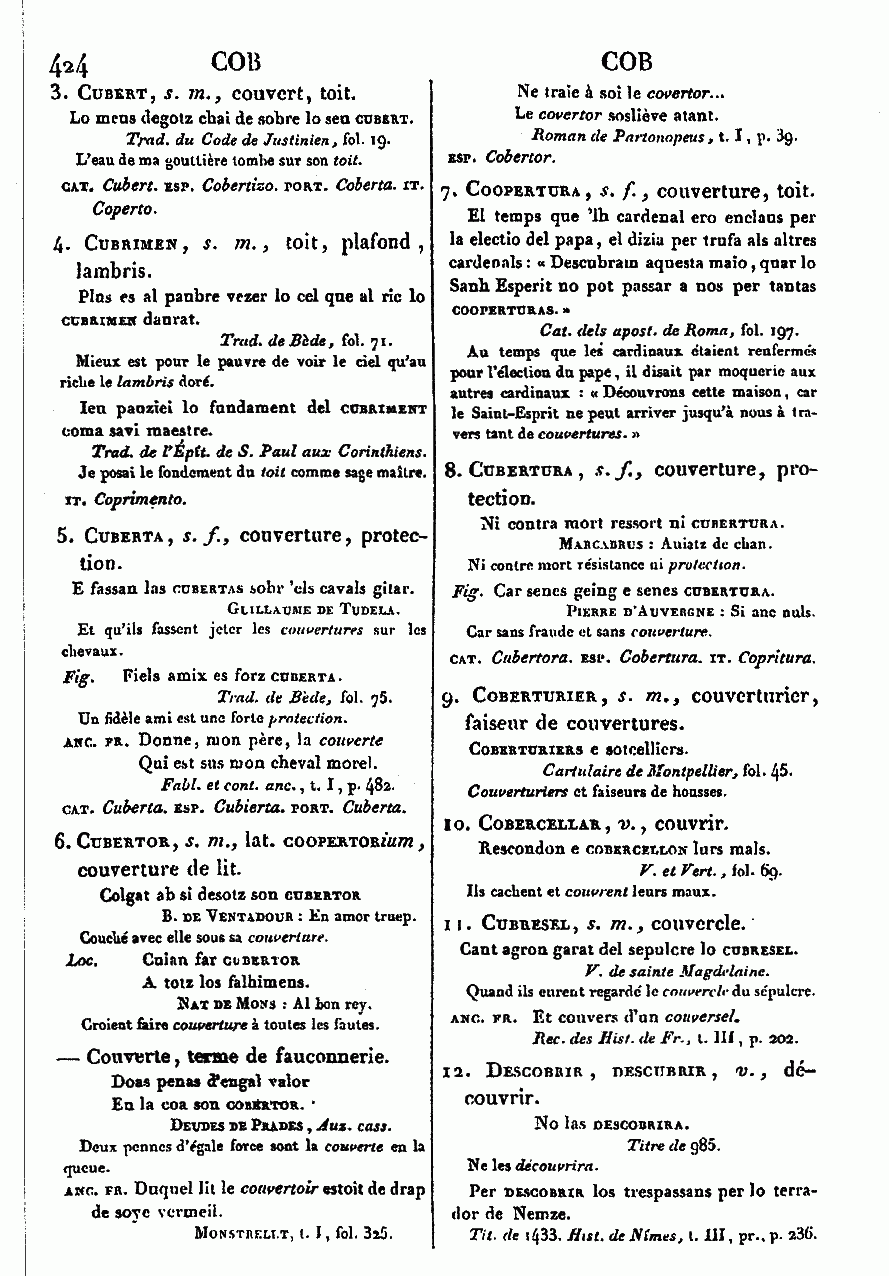 424 COB COB
3. CUBERT, s. m., couvert, toit.
Lo meus degotz chai de sobre lo seu CUBERT.
Trad. du Code de Justinien, fol. 19.
L'eau de ma gouttière tombe sur son toit.
CAT. Cubert. ESP. Cobertizo. PORT. Coberta. IT.
Coperto.
4. CUBRIMEN, s. m., toit, plafond,
lambris.
Plus es al paubre vezer lo cel que al ric lo
CUBRIMEN daurat.
Trad. de Bède, fol. 71.
Mieux est pour le pauvre de voir le ciel qu'au
riche le lambris doré.
Ieu pauziei lo fundament del CUBRIMENT
coma savi maestre.
Trad. de l'Épît. de S. Paul aux Corinthiens.
Je posai le fondement du toit comme sage maître.
IT. Coprimento.
5. CUBERTA, s. f., couverture, protec-
tion.
E fassan las CUBERTAS sobr 'els cavals gitar.
GUILLAUME DE TUDELA.
Et qu'ils fassent jeter les couvertures sur les
chevaux.
Fig. Fiels amix es forz CUBERTA.
Trad. de Bède, fol. 75.
Un fidèle ami est une forte protection.
ANC. FR. Donne, mon père, la couverte
Qui est sus mon cheval morel.
Fabl. et cont. anc., t. I, p. 482.
CAT. Cuberta. ESP. Cubierta. PORT. Cuberta.
6. CUBERTOR, s. m., lat. COOPERTORium,
couverture de lit.
Colgat ab si desotz son CUBERTOR
B. DE VENTADOUR : En amor truep.
Couché avec elle sous sa couverture.
Loc. Cuian far CUBERTOR
A totz los falhimens.
NAT DE MONS : Al bon rey.
Croient faire couverture à toutes les fautes.
— Couverte, terme de fauconnerie.
Doas penas d'engal valor
En la coa son COBERTOR.
DEUDES DE PRADES, Auz. cass.
Deux pennes d'égale force sont la couverte en la
queue.
ANC. FR. Duquel lit le couvertoir estoit de drap
de soye vermeil.
MONSTRELET, t. I, fol. 325.
Ne traie à soi le covertor...
Le covertor soslième atant.
Roman de Partonopeus, t. I, p. 39.
ESP. Cobertor.
7. COOPERTURA, s. f., couverture, toit.
El temps que 'lh cardenal ero enclaus per
la electio del papa, el dizia per trufa als altres
cardenals : « Descubram aquesta maio, quar lo
Sanh Esperit no pot passar a nos per tantas
COOPERTURAS. »
Cat. dels apost. de Roma, fol. 197.
Au temps que les cardinaux étaient renfermés
pour l'élection du pape, il disait par moquerie aux
autres cardinaux : « Découvrons cette maison, car
le Saint-Esprit ne peut arriver jusqu'à nous à tra-
vers tant de couvertures. »
8. CUBERTURA, s. f., couverture, pro-
tection.
Ni contra mort ressort ni CUBERTURA.
MARCABRUS : Auiatz de chan.
Ni contre mort résistance ni protection.
Fig. Car senes geing e senes CUBERTURA.
PIERRE D'AUVERGNE : Si anc nuls.
Car sans fraude et sans couverture.
CAT. Cubertora. ESP. Cobertura. IT. Copritura.
9. COBERTURIER, s. m., couverturier,
faiseur de couvertures.
COBERTURIERS e sotcelliers.
Cartulaire de Montpellier, fol. 45.
Couverturiers et faiseurs de housses.
10. COBERCELLAR, v., couvrir.
Rescondon e COBERCELLON lurs mals.
V. et Vert., fol. 69.
Ils cachent et couvrent leurs maux.
11. CUBRESEL, s. m., couvercle.
Cant agron garat del sepulcre lo CUBRESEL.
V. de sainte Magdelaine.
Quand ils eurent regardé le couvercle du sépulcre.
ANC. FR. Et couvers d'un couversel.
Rec. des Hist. de Fr., t. III, p. 202.
12. DESCOBRIR, DESCUBRIR, v., dé-
couvrir.
No las DESCOBRIRA.
Titre de 985.
Ne les découvrira.
Per DESCOBRIR los trespassans per lo terra-
dor de Nemze.
Tit. de 1433. Hist. de Nîmes, t. III, pr., p. 236.